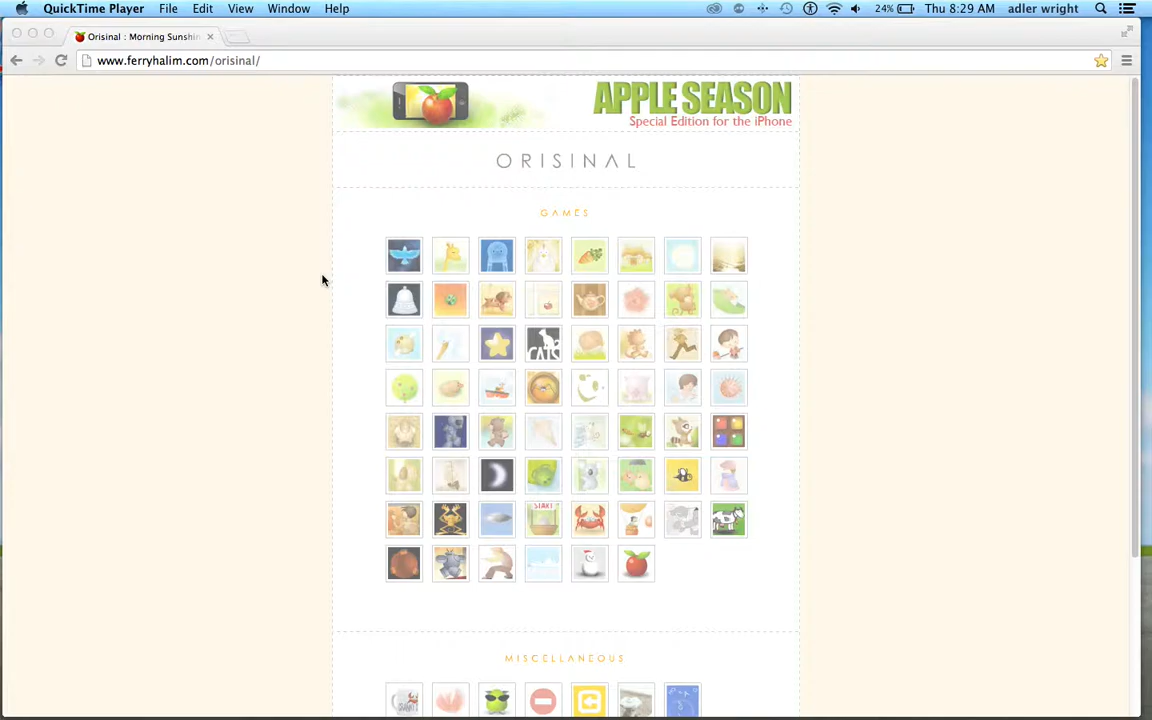 QuickTime Player File Edit View Window Help 24% Thu 8:29 AM adler wright
Orisinal : Morning Sunshin
www.ferryhalim.com/orisinal/
APPLE SEASON
Special Edition for the iPhone
ORISINAL
GAMES
CATS
START
MISCELLANEOUS